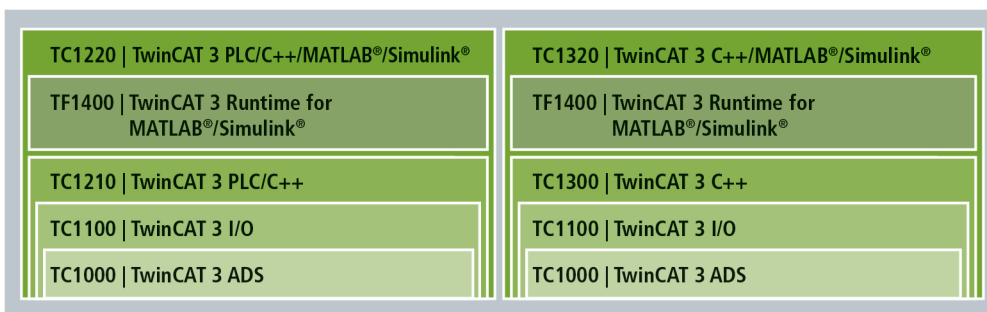 TC1220 | TwinCAT 3 PLC/C++/MATLAB®/Simulink®
TF1400 | TwinCAT 3 Runtime for
MATLAB®/Simulink®
TC1210 | TwinCAT 3 PLC/C++
TC1100 | TwinCAT 3 I/O
TC1000 | TwinCAT 3 ADS
TC1320 | TwinCAT 3 C++/MATLAB®/Simulink®
TF1400 | TwinCAT 3 Runtime for
MATLAB®/Simulink®
TC1300 | TwinCAT 3 C++
TC1100 | TwinCAT 3 I/O
TC1000 | TwinCAT 3 ADS